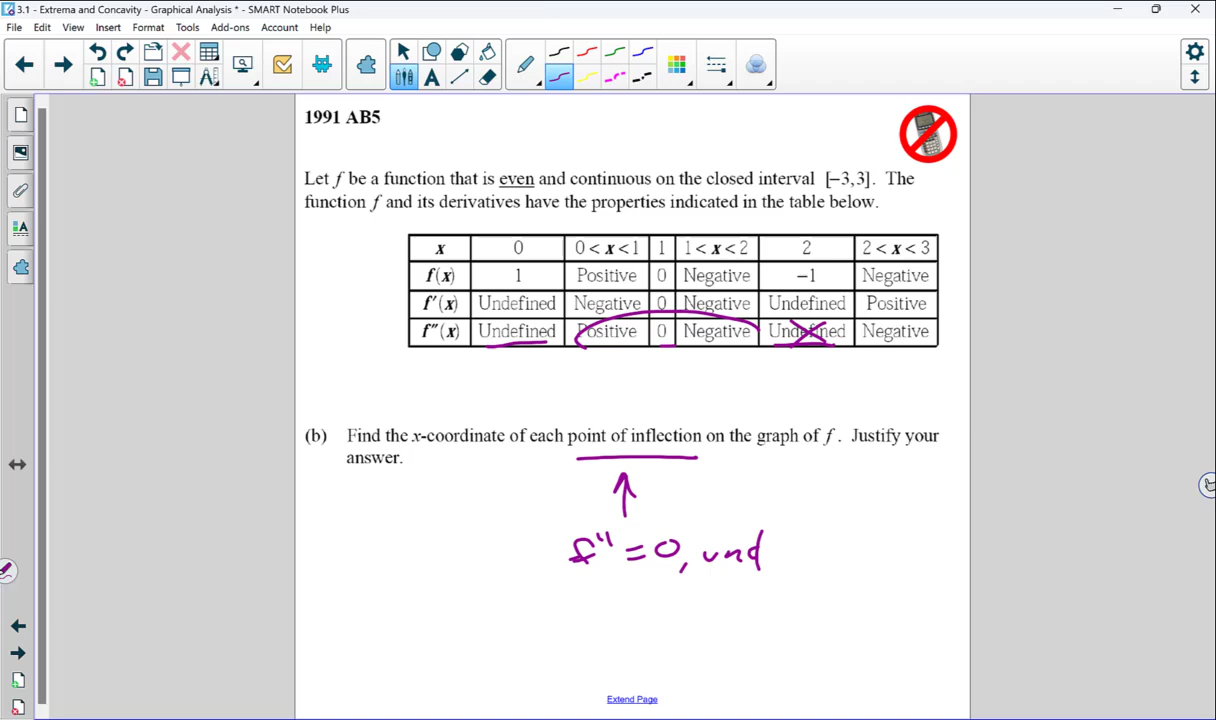 3.1 - Extrema and Concavity - Graphical Analysis * - SMART Notebook Plus
File Edit View Insert Format Tools Add-ons Account Help
1991 AB5
Let f be a function that is even and continuous on the closed interval [−3,3]. The
function f and its derivatives have the properties indicated in the table below.
x 0 0 < x < 1 1 1 < x < 2 2 2 < x < 3
f(x) 1 Positive 0 Negative −1 Negative
f′(x) Undefined Negative 0 Negative Undefined Positive
f″(x) Undefined Positive 0 Negative Undefined Negative
(b) Find the x-coordinate of each point of inflection on the graph of f. Justify your
answer.
f″ = 0, und
Extend Page